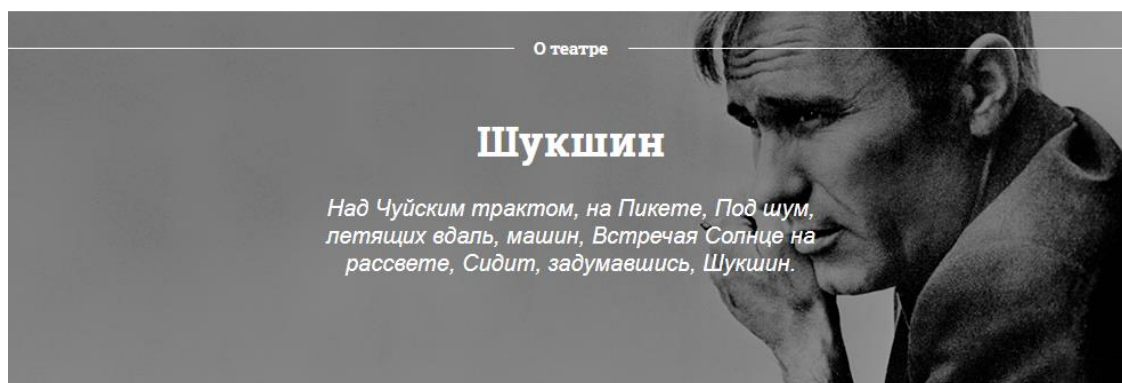 О театре
Шукшин
Над Чуйским трактом, на Пикете, Под шум,
летящих вдаль, машин, Встречая Солнце на
рассвете, Сидит, задумавшись, Шукшин.